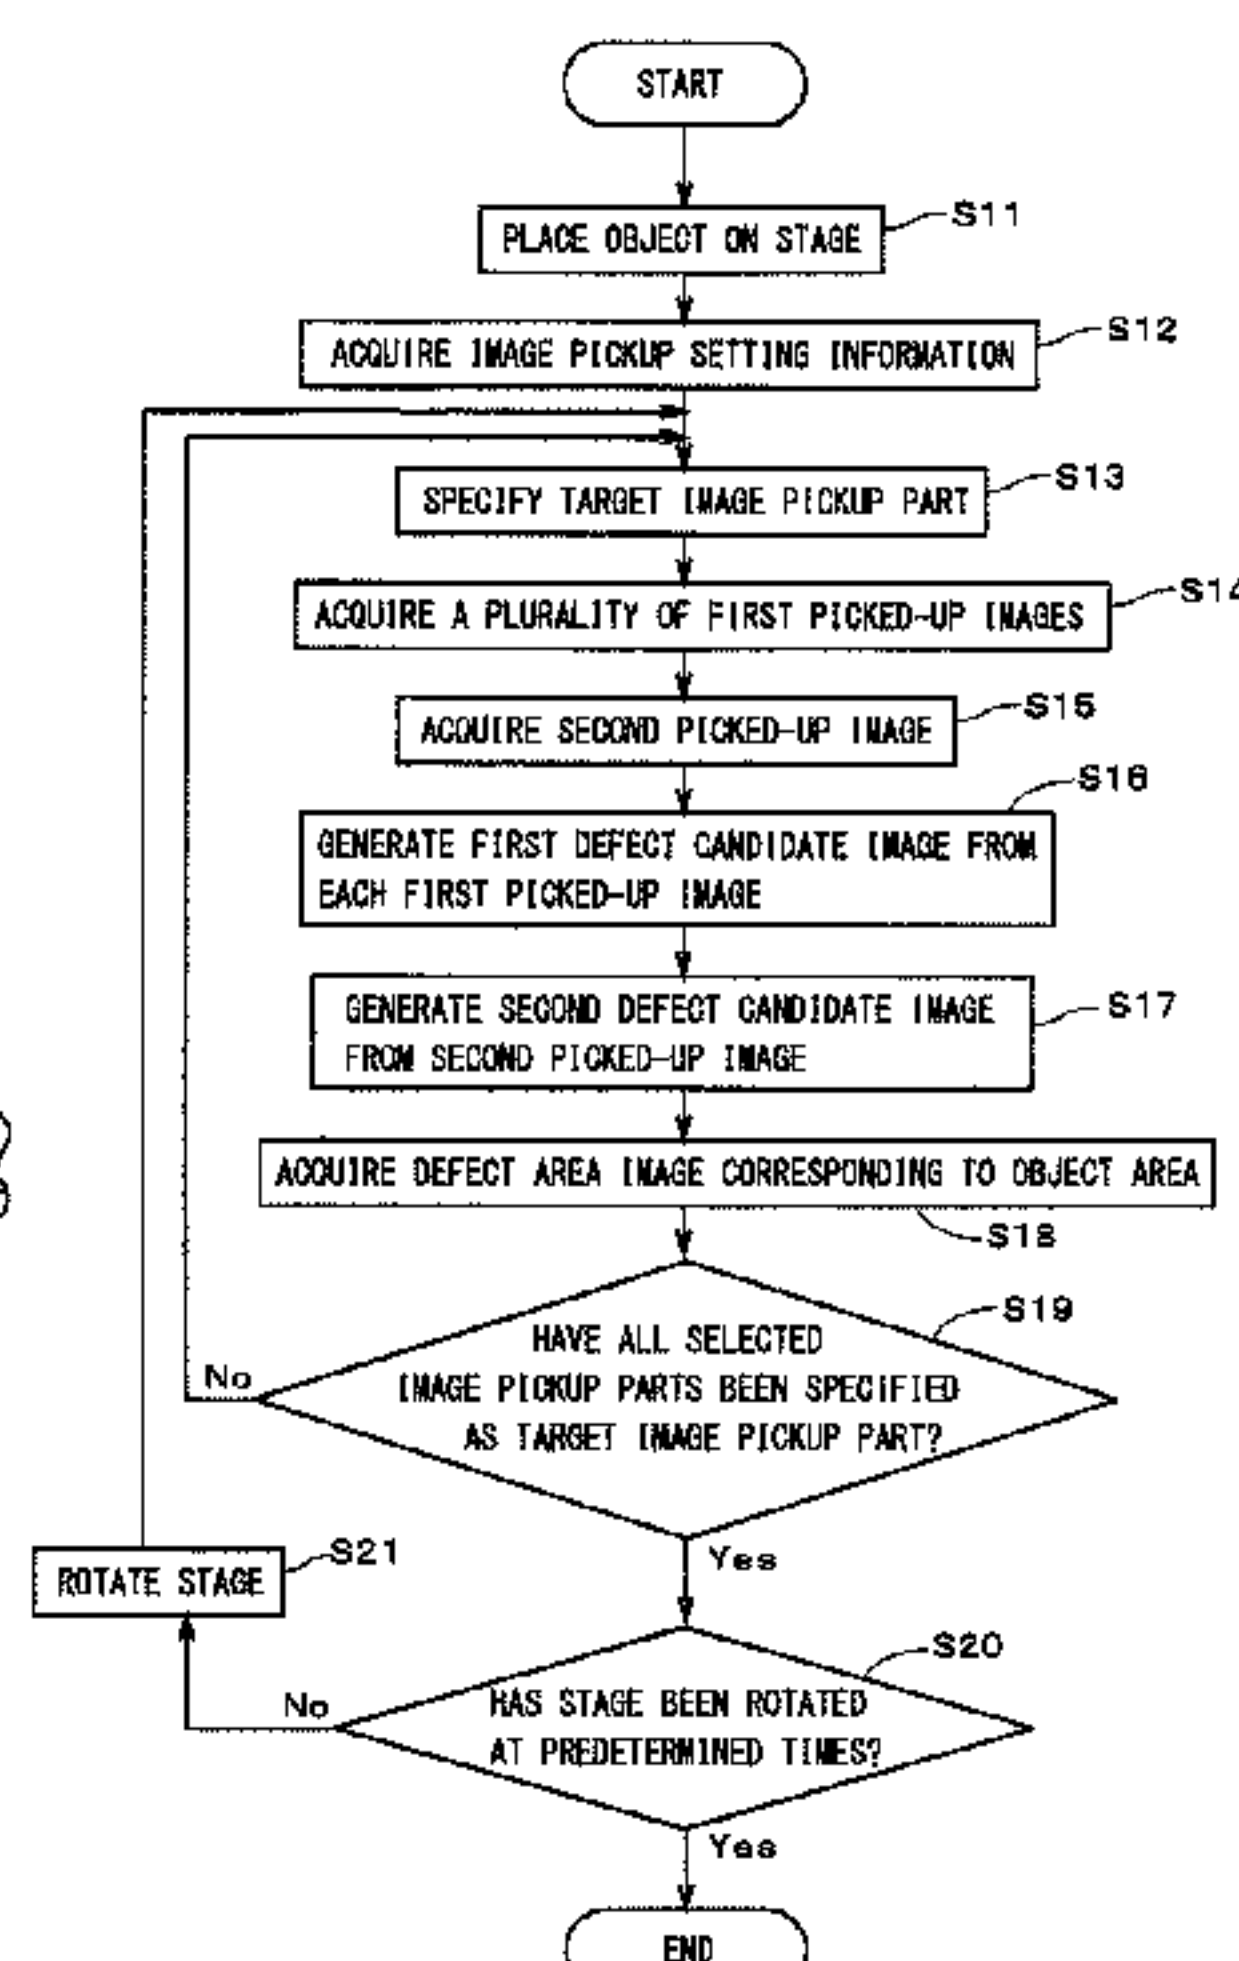 START
PLACE OBJECT ON STAGE
S11
ACQUIRE IMAGE PICKUP SETTING INFORMATION
S12
SPECIFY TARGET IMAGE PICKUP PART
S13
ACQUIRE A PLURALITY OF FIRST PICKED-UP IMAGES
S14
ACQUIRE SECOND PICKED-UP IMAGE
S15
S16
GENERATE FIRST DEFECT CANDIDATE IMAGE FROM
EACH FIRST PICKED-UP IMAGE
GENERATE SECOND DEFECT CANDIDATE IMAGE
FROM SECOND PICKED-UP IMAGE
S17
ACQUIRE DEFECT AREA IMAGE CORRESPONDING TO OBJECT AREA
S18
S19
HAVE ALL SELECTED
IMAGE PICKUP PARTS BEEN SPECIFIED
AS TARGET IMAGE PICKUP PART?
No
Yes
ROTATE STAGE
S21
S20
HAS STAGE BEEN ROTATED
AT PREDETERMINED TIMES?
No
Yes
END